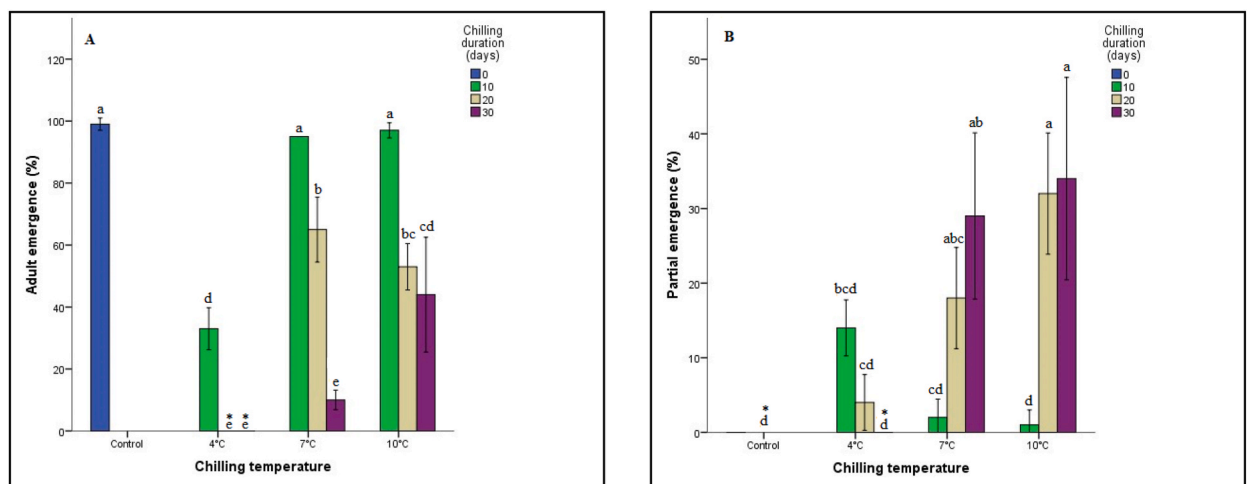 A
Chilling
duration
(days)
0
10
20
30
Adult emergence (%)
120
100
80
60
40
20
0
a
d
* *
e e
a
b
e
a
bc
cd
Control 4°C 7°C 10°C
Chilling temperature
B
Chilling
duration
(days)
0
10
20
30
Partial emergence (%)
50
40
30
20
10
0
*
d
bcd
cd
*
d
cd
abc
ab
d
a
a
Control 4°C 7°C 10°C
Chilling temperature